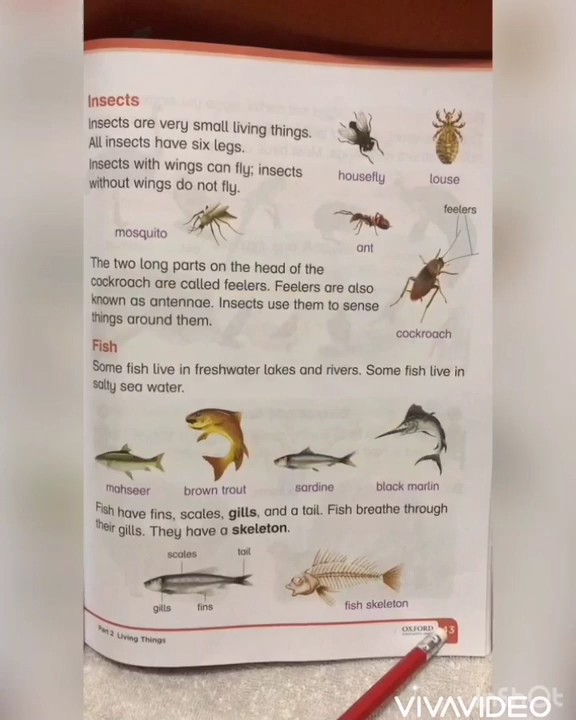 Insects
Insects are very small living things.
All insects have six legs.
Insects with wings can fly; insects
without wings do not fly.
housefly
louse
feelers
mosquito
ant
The two long parts on the head of the
cockroach are called feelers. Feelers are also
known as antennae. Insects use them to sense
things around them.
cockroach
Fish
Some fish live in freshwater lakes and rivers. Some fish live in
salty sea water.
mahseer
brown trout
sardine
black marlin
Fish have fins, scales, gills, and a tail. Fish breathe through
their gills. They have a skeleton.
scales
tail
gills
fins
fish skeleton
Part 2 Living Things
OXFORD
13
VIVAVIDEO